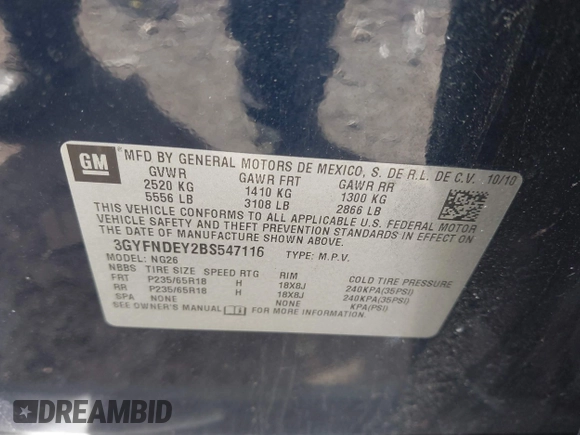 GM
MFD BY GENERAL MOTORS DE MEXICO, S. DE R.L. DE C.V. 10/10
GVWR GAWR FRT GAWR RR
2520 KG 1410 KG 1300 KG
5556 LB 3108 LB 2866 LB
THIS VEHICLE CONFORMS TO ALL APPLICABLE U.S. FEDERAL MOTOR
VEHICLE SAFETY AND THEFT PREVENTION STANDARDS IN EFFECT ON
THE DATE OF MANUFACTURE SHOWN ABOVE.
3GYFNDEY2BS547116 TYPE: M.P.V.
MODEL: NG26
NBBS TIRE SIZE SPEED RTG RIM COLD TIRE PRESSURE
FRT P235/65R18 H 18X8J 240KPA(35PSI)
RR P235/65R18 H 18X8J 240KPA(35PSI)
SPA NONE NONE KPA(PSI)
SEE OWNER'S MANUAL FOR MORE INFORMATION.
DREAMBID